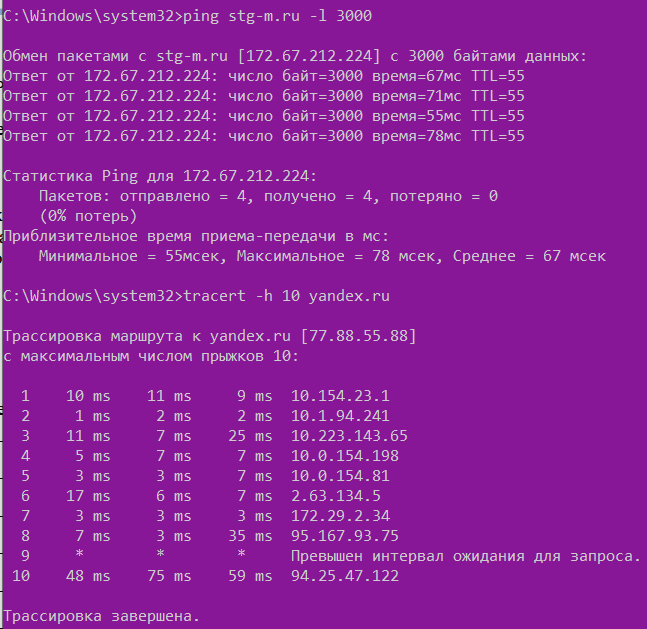 C:\Windows\system32>ping stg-m.ru -l 3000
Обмен пакетами с stg-m.ru [172.67.212.224] с 3000 байтами данных:
Ответ от 172.67.212.224: число байт=3000 время=67мс TTL=55
Ответ от 172.67.212.224: число байт=3000 время=71мс TTL=55
Ответ от 172.67.212.224: число байт=3000 время=55мс TTL=55
Ответ от 172.67.212.224: число байт=3000 время=78мс TTL=55
Статистика Ping для 172.67.212.224:
Пакетов: отправлено = 4, получено = 4, потеряно = 0
(0% потерь)
Приблизительное время приема-передачи в мс:
Минимальное = 55мсек, Максимальное = 78 мсек, Среднее = 67 мсек
C:\Windows\system32>tracert -h 10 yandex.ru
Трассировка маршрута к yandex.ru [77.88.55.88]
с максимальным числом прыжков 10:
1 10 ms 11 ms 9 ms 10.154.23.1
2 1 ms 2 ms 2 ms 10.1.94.241
3 11 ms 7 ms 25 ms 10.223.143.65
4 5 ms 7 ms 7 ms 10.0.154.198
5 3 ms 3 ms 7 ms 10.0.154.81
6 17 ms 6 ms 7 ms 2.63.134.5
7 3 ms 3 ms 3 ms 172.29.2.34
8 7 ms 3 ms 35 ms 95.167.93.75
9 * * * Превышен интервал ожидания для запроса.
10 48 ms 75 ms 59 ms 94.25.47.122
Трассировка завершена.